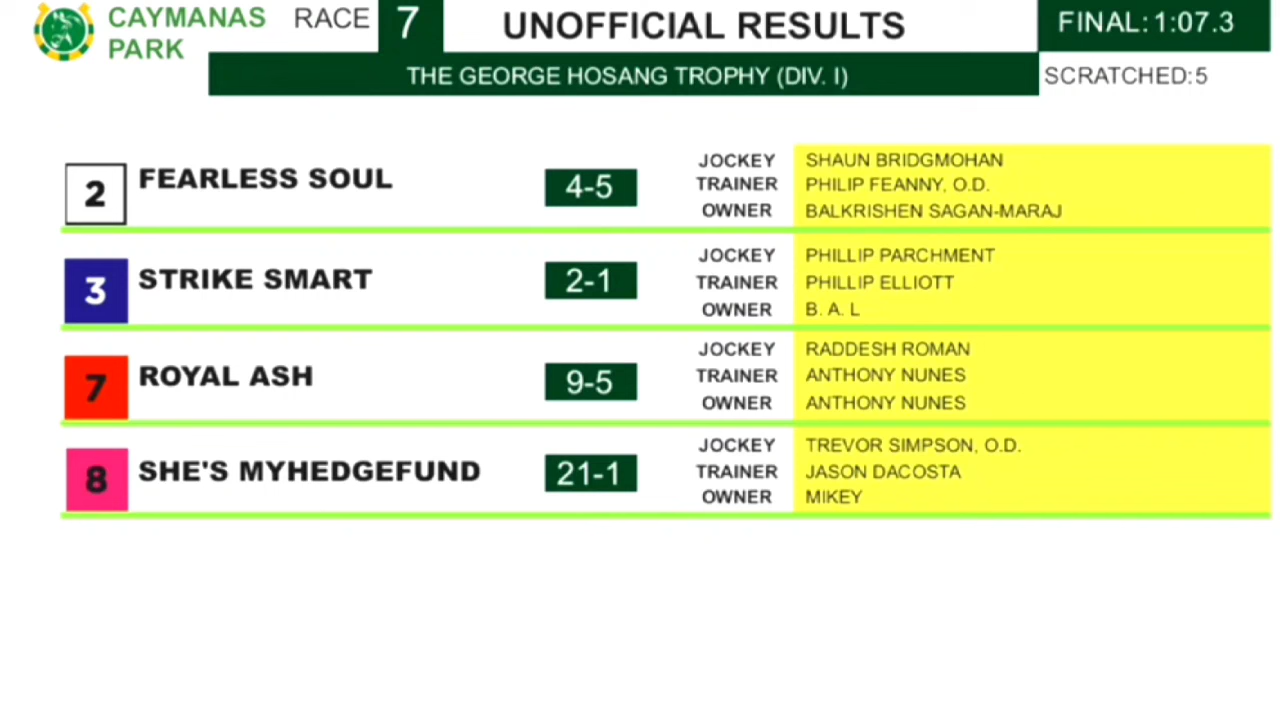 CAYMANAS PARK
RACE 7
UNOFFICIAL RESULTS
FINAL: 1:07.3
THE GEORGE HOSANG TROPHY (DIV. I)
SCRATCHED: 5
2 FEARLESS SOUL 4-5
JOCKEY SHAUN BRIDGMOHAN
TRAINER PHILIP FEANNY, O.D.
OWNER BALKRISHEN SAGAN-MARAJ
3 STRIKE SMART 2-1
JOCKEY PHILLIP PARCHMENT
TRAINER PHILLIP ELLIOTT
OWNER B. A. L
7 ROYAL ASH 9-5
JOCKEY RADDESH ROMAN
TRAINER ANTHONY NUNES
OWNER ANTHONY NUNES
8 SHE'S MYHEDGEFUND 21-1
JOCKEY TREVOR SIMPSON, O.D.
TRAINER JASON DACOSTA
OWNER MIKEY